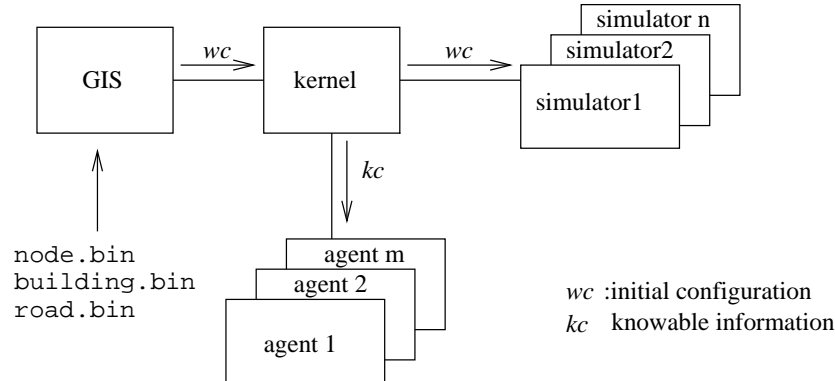 simulator n
simulator2
simulator1
wc
wc
GIS
kernel
kc
node.bin
building.bin
road.bin
agent m
agent 2
agent 1
wc :initial configuration
kc knowable information